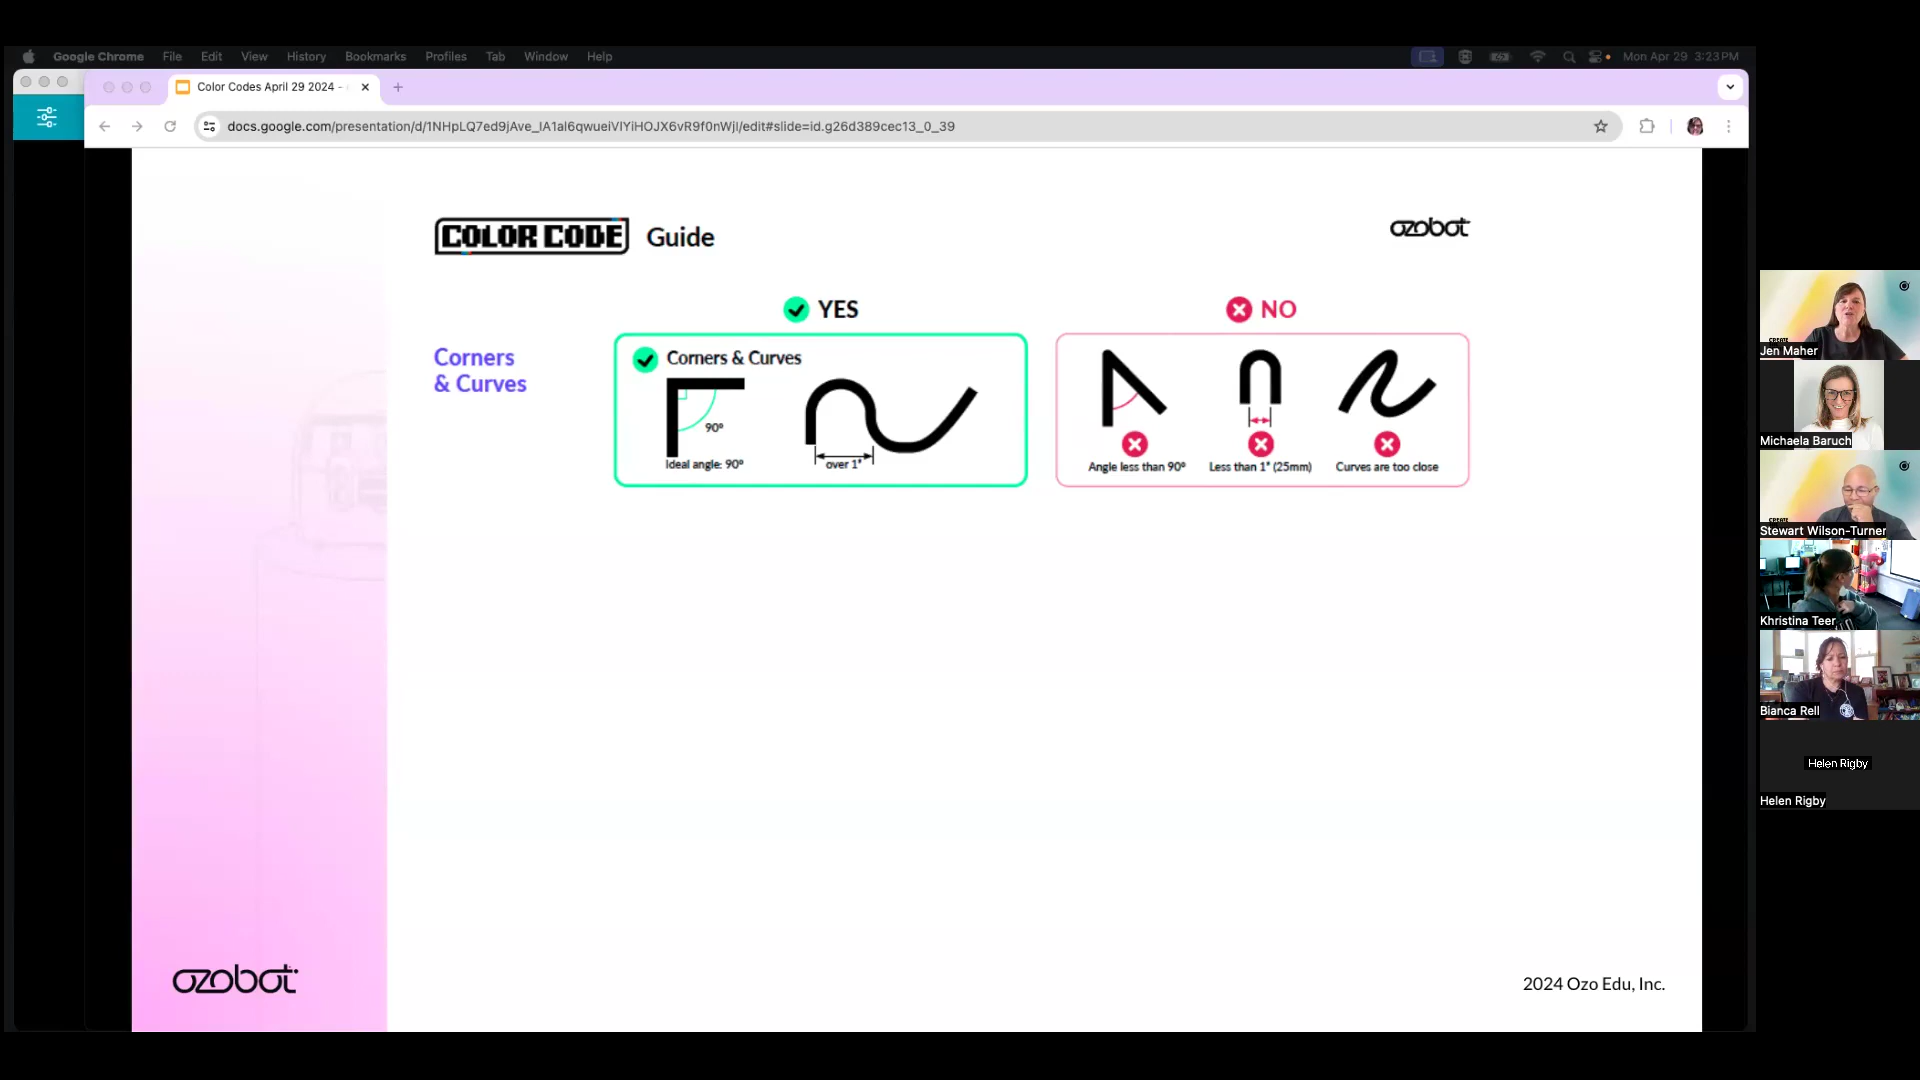 Google Chrome File Edit View History Bookmarks Profiles Tab Window Help Mon Apr 29 3:23 PM
Color Codes April 29 2024 -
docs.google.com/presentation/d/1NHpLQ7ed9jAve_IA1al6qwueiVIYiHOJX6vR9f0nWjI/edit#slide=id.g26d389cec13_0_39
COLOR CODE Guide
ozobot
YES
NO
Corners
& Curves
Corners & Curves
90°
Ideal angle: 90°
over 1"
Angle less than 90°
Less than 1" (25mm)
Curves are too close
ozobot
2024 Ozo Edu, Inc.
CREATE
Jen Maher
Michaela Baruch
CREATE
Stewart Wilson-Turner
Khristina Teer
Bianca Rell
Helen Rigby
Helen Rigby